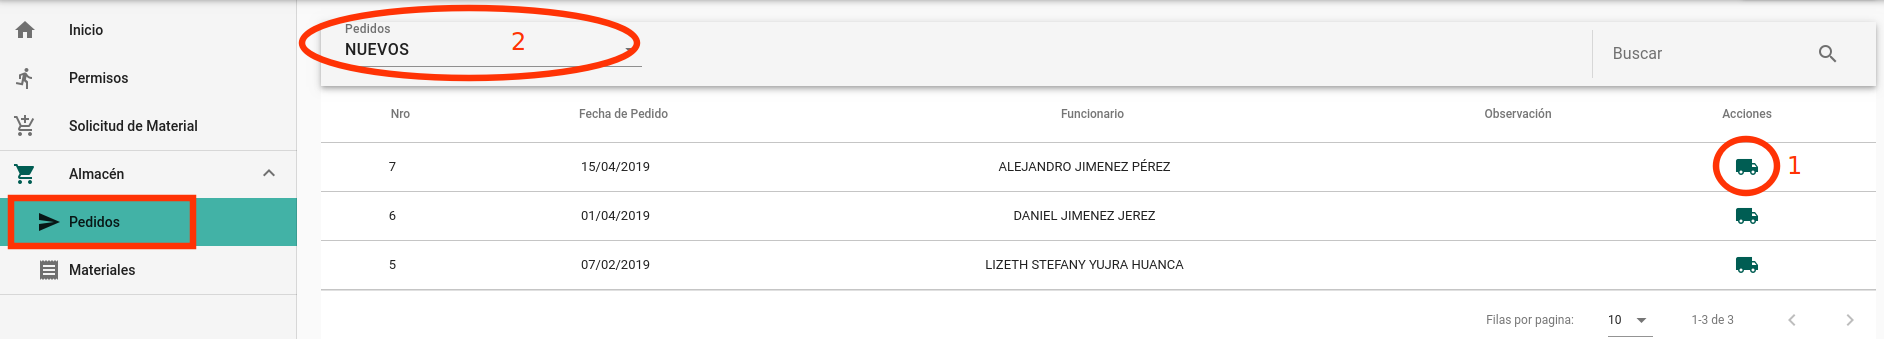 Inicio
Permisos
Solicitud de Material
Almacén
Pedidos
Materiales
Pedidos
NUEVOS
2
Buscar
Nro Fecha de Pedido Funcionario Observación Acciones
7 15/04/2019 ALEJANDRO JIMENEZ PÉREZ 1
6 01/04/2019 DANIEL JIMENEZ JEREZ
5 07/02/2019 LIZETH STEFANY YUJRA HUANCA
Filas por pagina: 10 1-3 de 3